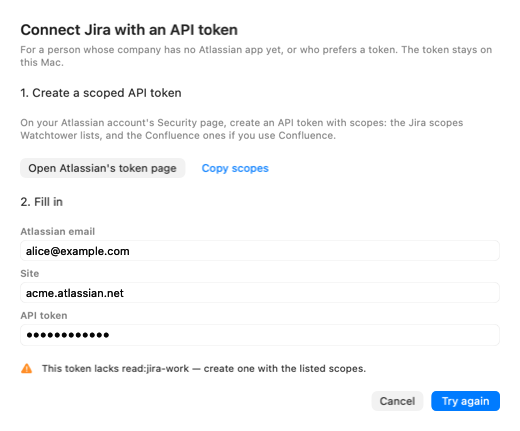 Connect Jira with an API token
For a person whose company has no Atlassian app yet, or who prefers a token. The token stays on
this Mac.
1. Create a scoped API token
On your Atlassian account's Security page, create an API token with scopes: the Jira scopes
Watchtower lists, and the Confluence ones if you use Confluence.
Open Atlassian's token page Copy scopes
2. Fill in
Atlassian email
alice@example.com
Site
acme.atlassian.net
API token
••••••••••••
This token lacks read:jira-work — create one with the listed scopes.
Cancel Try again